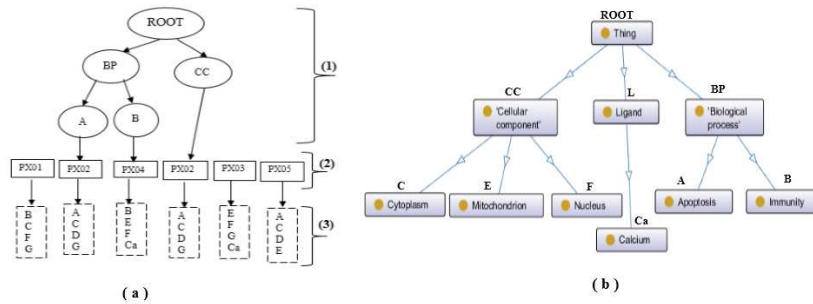 ROOT
BP
CC
A
B
(1)
PX01
PX02
PX04
PX02
PX03
PX05
(2)
B
C
F
G
A
C
D
G
B
E
F
Ca
A
C
D
G
E
F
G
Ca
A
C
D
E
(3)
( a )
ROOT
Thing
CC
L
BP
'Cellular
component'
Ligand
'Biological
process'
C
E
F
A
B
Cytoplasm
Mitochondrion
Nucleus
Apoptosis
Immunity
Ca
Calcium
( b )